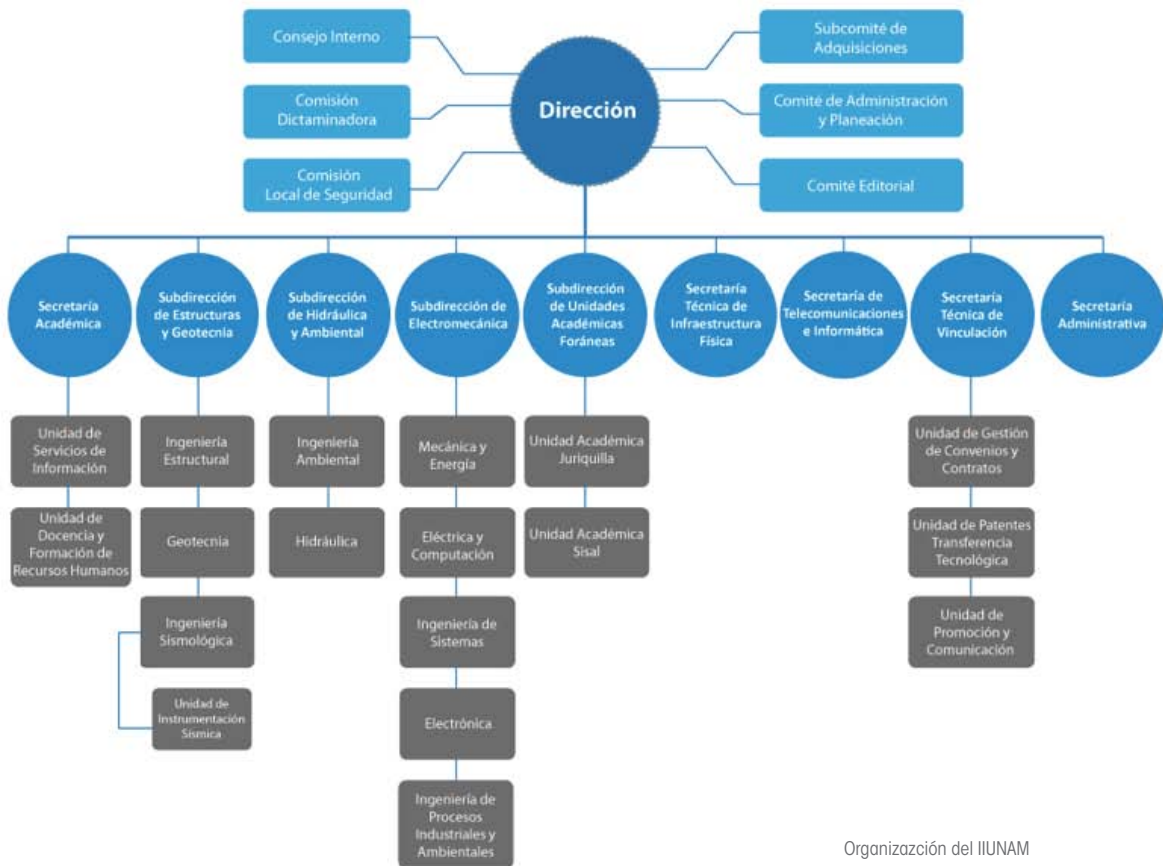 Consejo Interno
Comisión
Dictaminadora
Comisión
Local de Seguridad
Dirección
Subcomité de
Adquisiciones
Comité de Administración
y Planeación
Comité Editorial
Secretaría
Académica
Subdirección
de Estructuras
y Geotecnia
Subdirección
de Hidráulica
y Ambiental
Subdirección de
Electromecánica
Subdirección
de Unidades
Académicas
Foráneas
Secretaría
Técnica de
Infraestructura
Física
Secretaría de
Telecomunicaciones
e Informática
Secretaría
Técnica de
Vinculación
Secretaría
Administrativa
Unidad de
Servicios de
Información
Unidad de
Docencia y
Formación de
Recursos Humanos
Ingeniería
Estructural
Geotecnia
Ingeniería
Sismológica
Unidad de
Instrumentación
Sísmica
Ingeniería
Ambiental
Hidráulica
Mecánica y
Energía
Eléctrica y
Computación
Ingeniería de
Sistemas
Electrónica
Ingeniería de
Procesos
Industriales y
Ambientales
Unidad Académica
Juriquilla
Unidad Académica
Sisal
Unidad de Gestión
de Convenios y
Contratos
Unidad de Patentes
Transferencia
Tecnológica
Unidad de
Promoción y
Comunicación
Organizazción del IIUNAM